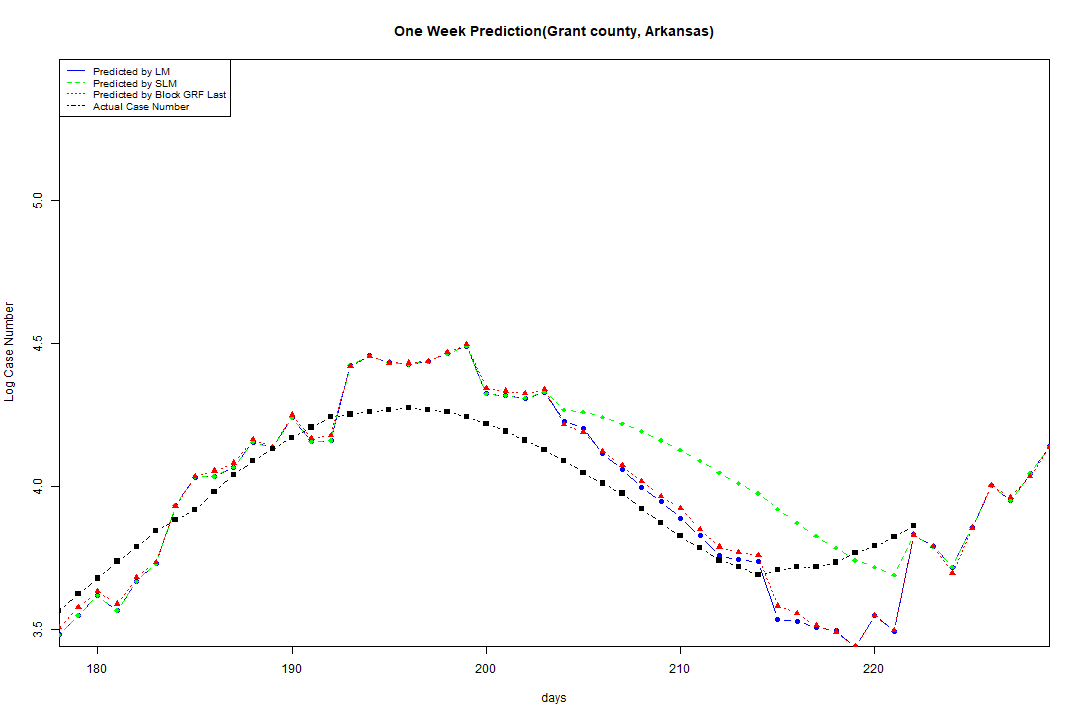 One Week Prediction(Grant county, Arkansas)
Predicted by LM
Predicted by SLM
Predicted by Block GRF Last
Actual Case Number
Log Case Number
5.0
4.5
4.0
3.5
180 190 200 210 220
days